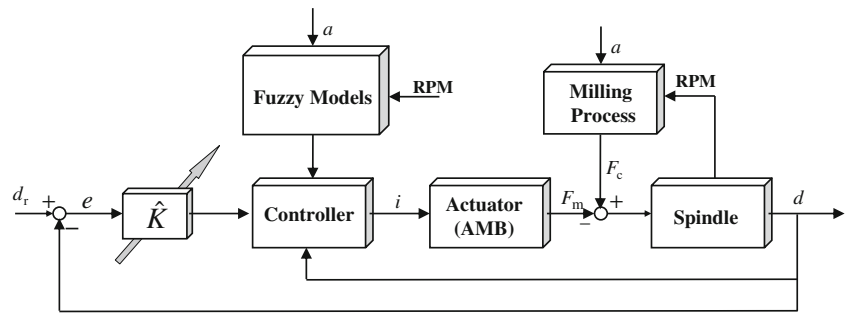 a
a
Fuzzy Models
RPM
Milling
Process
RPM
F_c
d_r
+
e
K̂
Controller
i
Actuator
(AMB)
F_m
+
Spindle
d
−
−